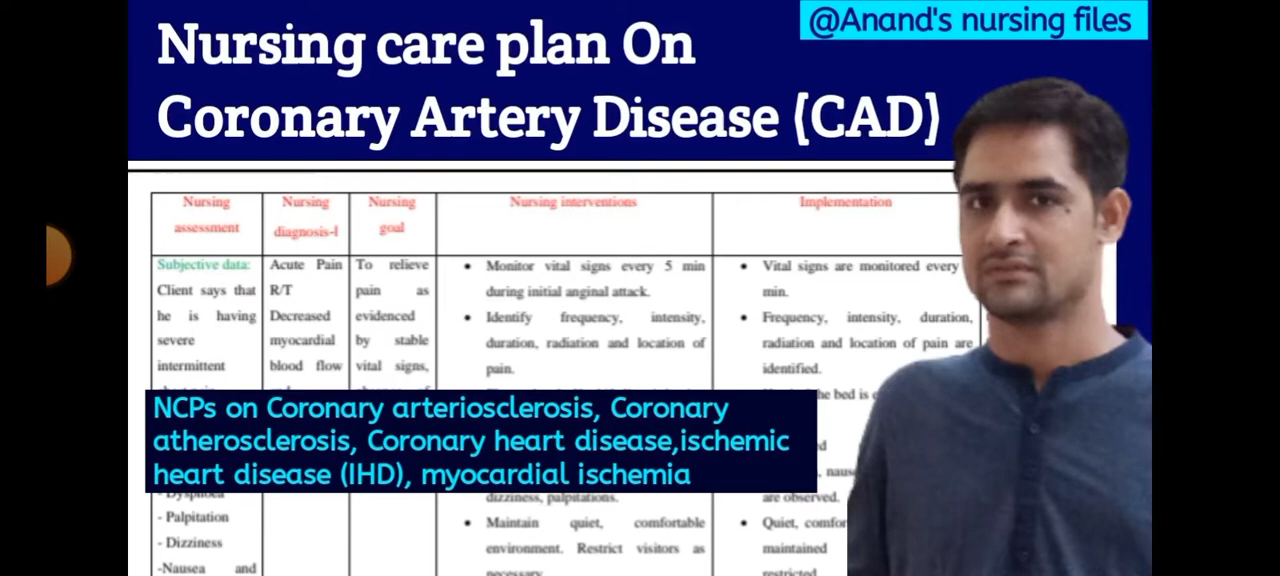 @Anand's nursing files
Nursing care plan On
Coronary Artery Disease (CAD)
Nursing assessment
Nursing diagnosis-I
Nursing goal
Nursing interventions
Implementation
Subjective data:
Client says that
he is having
severe
intermittent
Acute Pain
R/T
Decreased
myocardial
blood flow
To relieve
pain as
evidenced
by stable
vital signs,
• Monitor vital signs every 5 min
during initial anginal attack.
• Identify frequency, intensity,
duration, radiation and location of
pain.
• Vital signs are monitored every
min.
• Frequency, intensity, duration,
radiation and location of pain are
identified.
he bed is
NCPs on Coronary arteriosclerosis, Coronary
atherosclerosis, Coronary heart disease,ischemic
heart disease (IHD), myocardial ischemia
- Palpitation
- Dizziness
-Nausea and
dizziness, palpitations.
• Maintain quiet, comfortable
environment. Restrict visitors as
necessary.
are observed.
• Quiet, comfor
maintained
restricted